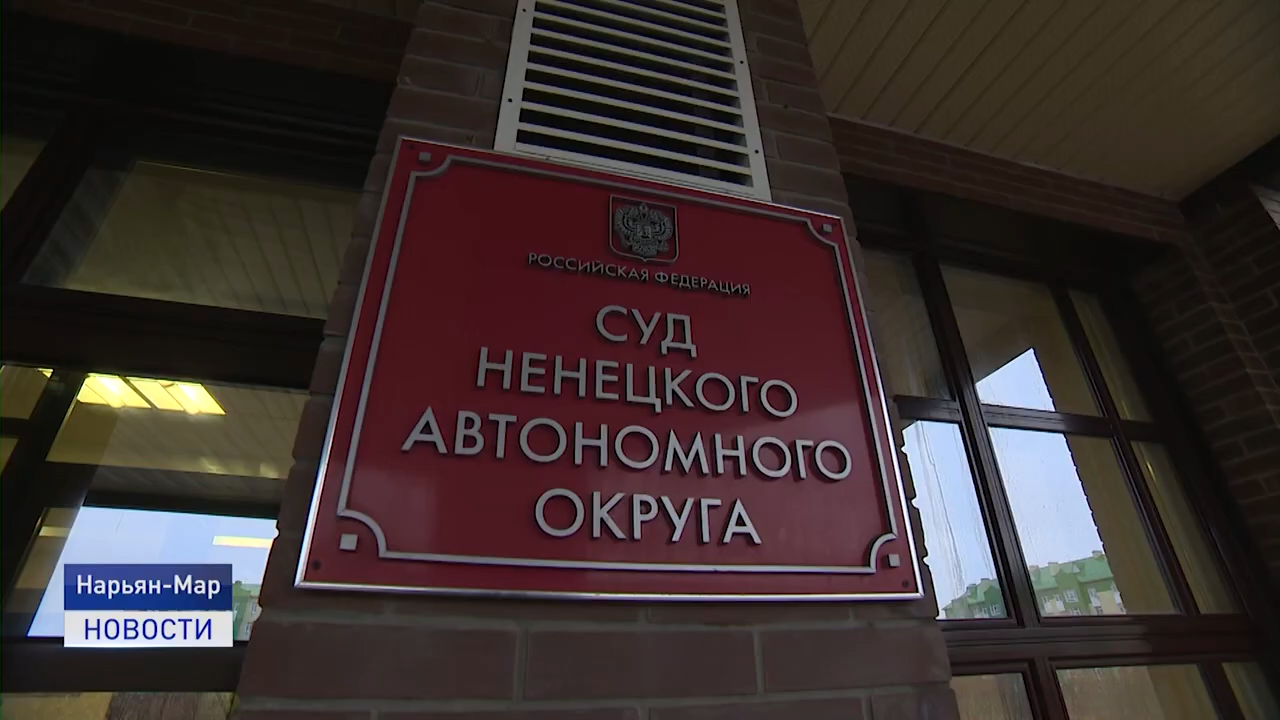 РОССИЙСКАЯ ФЕДЕРАЦИЯ
СУД
НЕНЕЦКОГО
АВТОНОМНОГО
ОКРУГА
Нарьян-Мар
НОВОСТИ